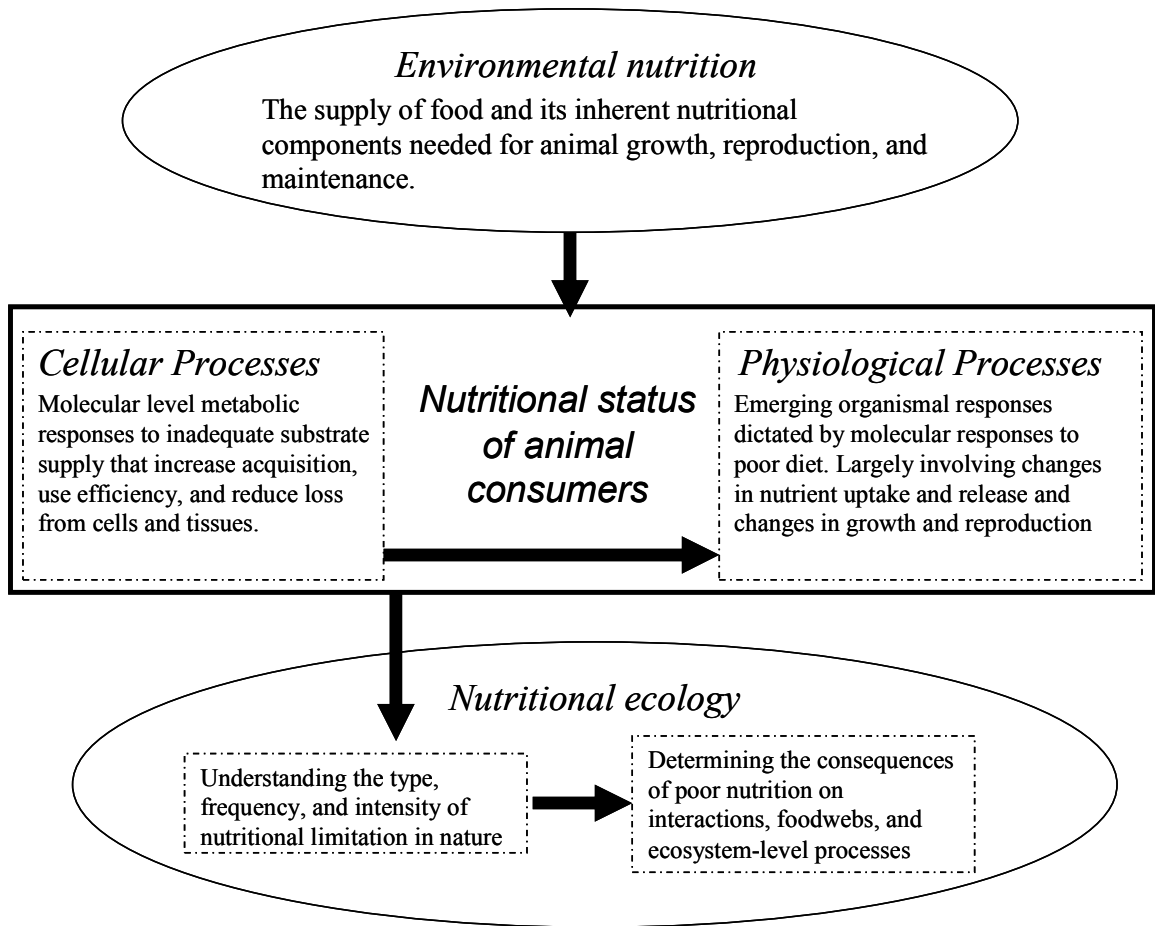 Environmental nutrition
The supply of food and its inherent nutritional
components needed for animal growth, reproduction, and
maintenance.
Cellular Processes
Molecular level metabolic
responses to inadequate substrate
supply that increase acquisition,
use efficiency, and reduce loss
from cells and tissues.
Nutritional status
of animal
consumers
Physiological Processes
Emerging organismal responses
dictated by molecular responses to
poor diet. Largely involving changes
in nutrient uptake and release and
changes in growth and reproduction
Nutritional ecology
Understanding the type,
frequency, and intensity of
nutritional limitation in nature
Determining the consequences
of poor nutrition on
interactions, foodwebs, and
ecosystem-level processes